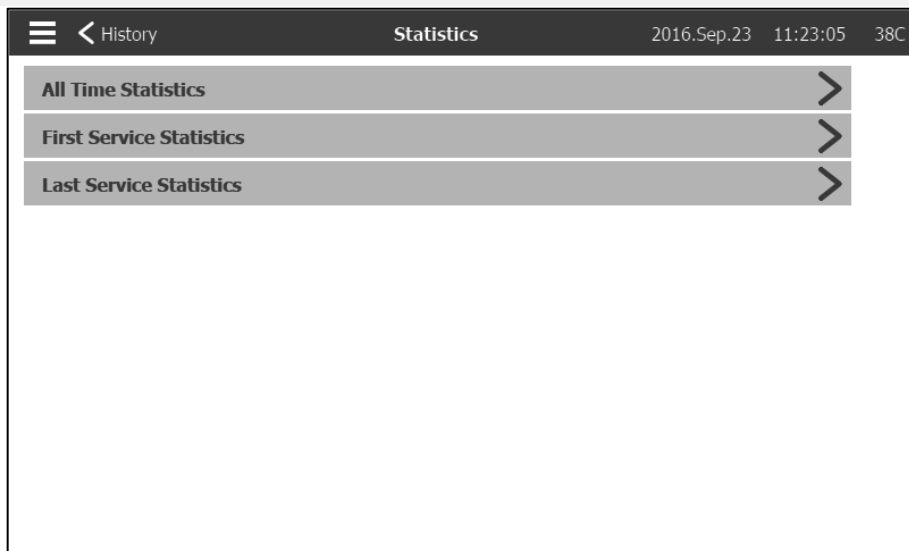 History Statistics 2016.Sep.23 11:23:05 38C
All Time Statistics
First Service Statistics
Last Service Statistics